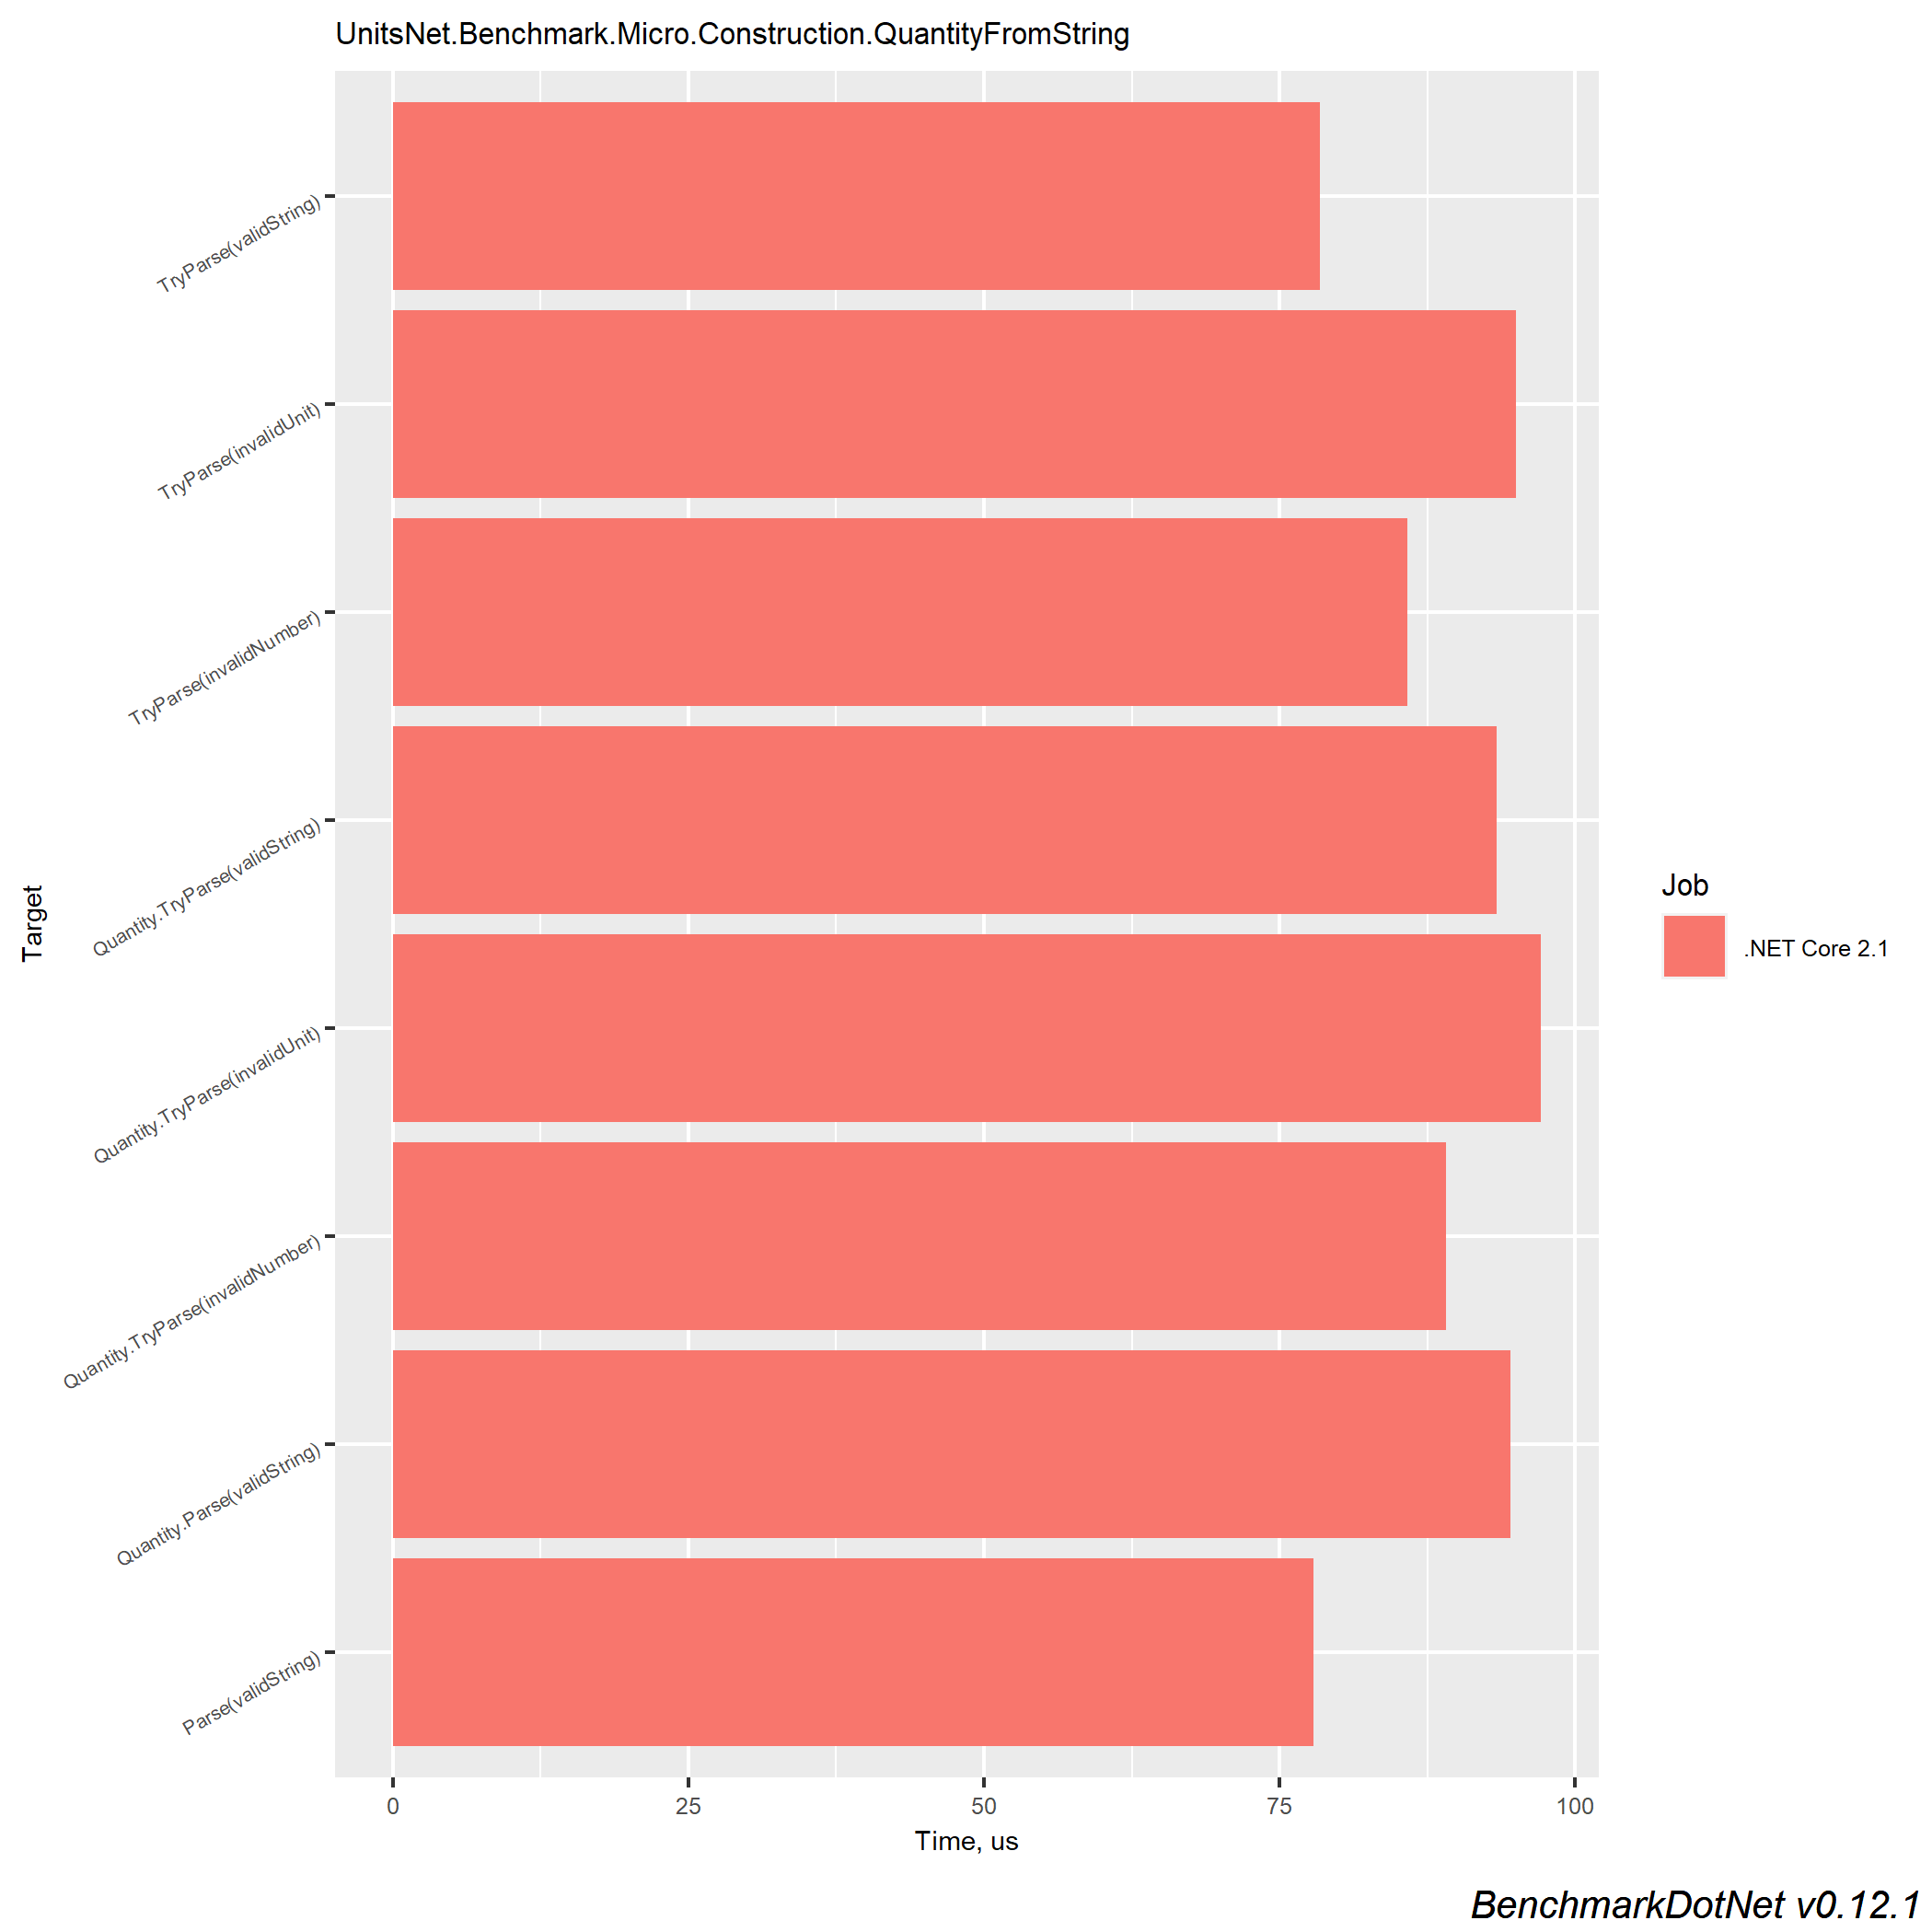 UnitsNet.Benchmark.Micro.Construction.QuantityFromString
TryParse(validString)
TryParse(invalidUnit)
TryParse(invalidNumber)
Quantity.TryParse(validString)
Quantity.TryParse(invalidUnit)
Quantity.TryParse(invalidNumber)
Quantity.Parse(validString)
Parse(validString)
Target
0 25 50 75 100
Time, us
Job
.NET Core 2.1
BenchmarkDotNet v0.12.1